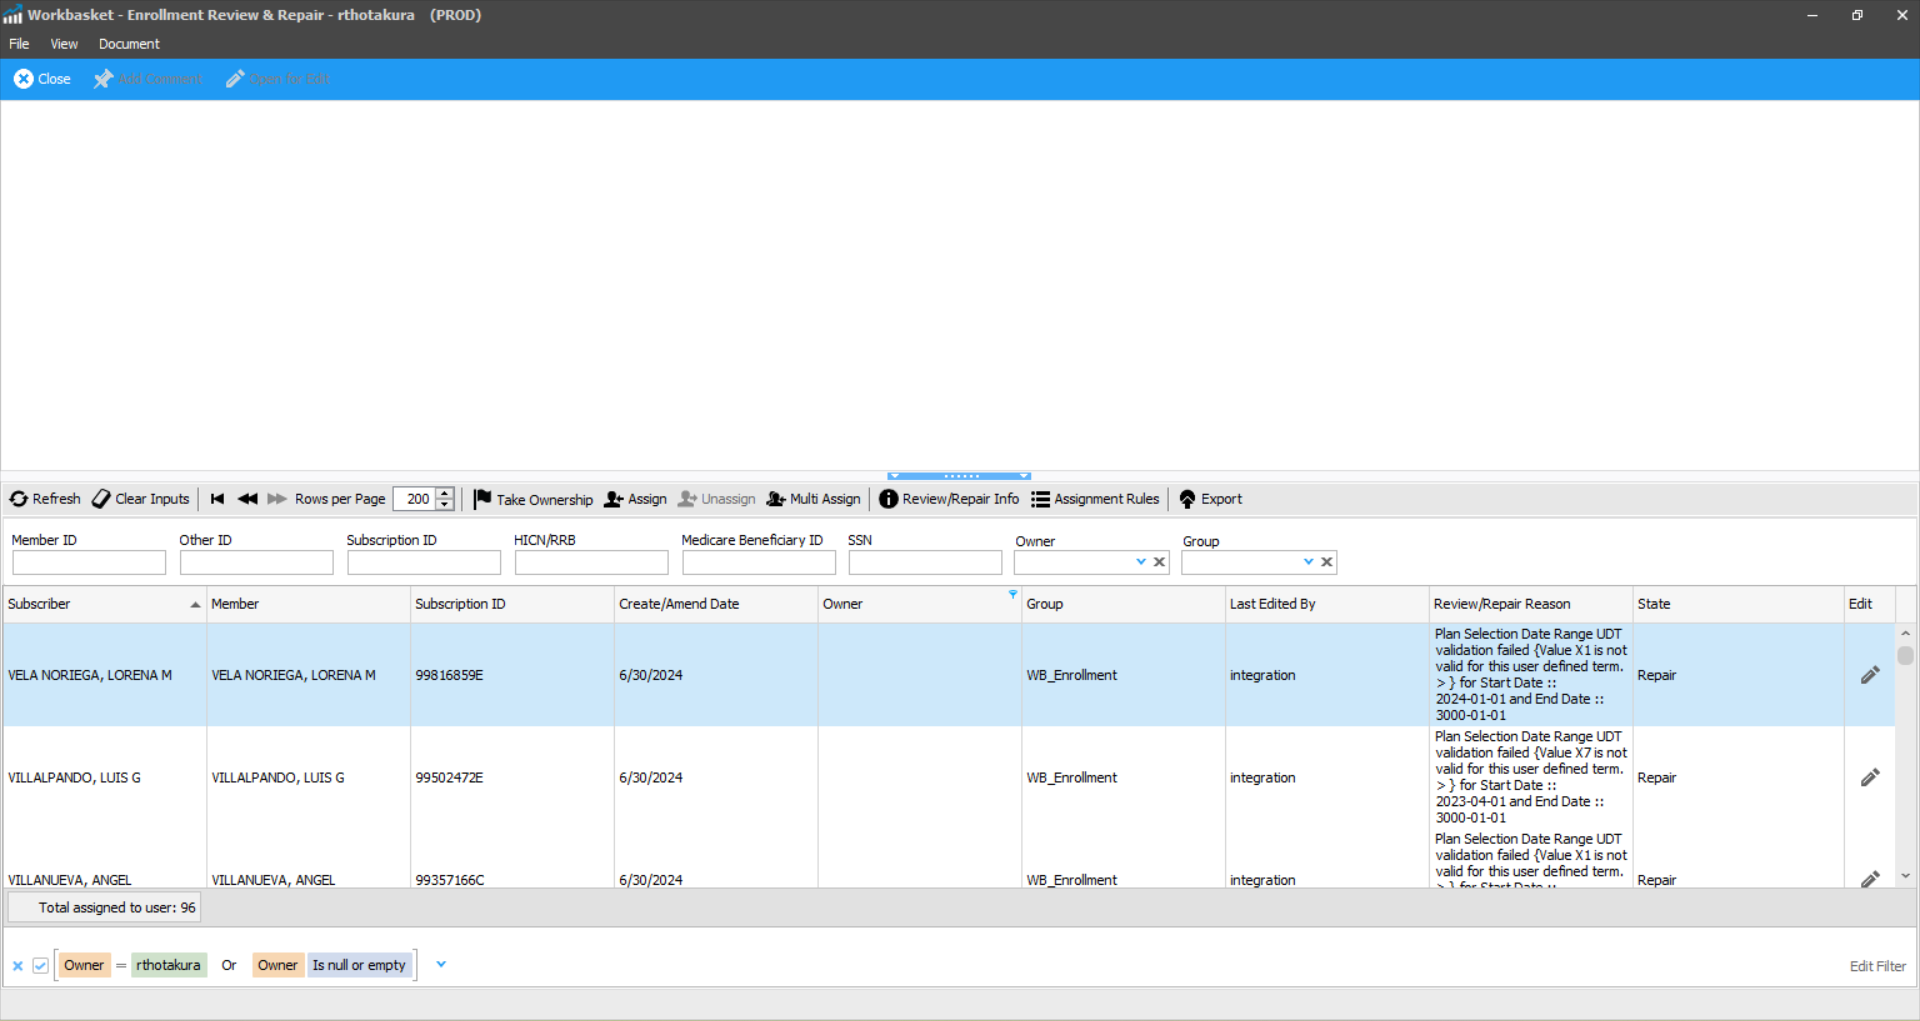 Workbasket - Enrollment Review & Repair - rthotakura (PROD)
File View Document
Close Add Comment Open for Edit
Refresh Clear Inputs Rows per Page 200 Take Ownership Assign Unassign Multi Assign Review/Repair Info Assignment Rules Export
Member ID Other ID Subscription ID HICN/RRB Medicare Beneficiary ID SSN Owner Group
Subscriber Member Subscription ID Create/Amend Date Owner Group Last Edited By Review/Repair Reason State Edit
VELA NORIEGA, LORENA M VELA NORIEGA, LORENA M 99816859E 6/30/2024 WB_Enrollment integration
Plan Selection Date Range UDT
validation failed {Value X1 is not
valid for this user defined term.
> } for Start Date ::
2024-01-01 and End Date ::
3000-01-01
Repair
VILLALPANDO, LUIS G VILLALPANDO, LUIS G 99502472E 6/30/2024 WB_Enrollment integration
Plan Selection Date Range UDT
validation failed {Value X7 is not
valid for this user defined term.
> } for Start Date ::
2023-04-01 and End Date ::
3000-01-01
Repair
VILLANUEVA, ANGEL VILLANUEVA, ANGEL 99357166C 6/30/2024 WB_Enrollment integration
Plan Selection Date Range UDT
validation failed {Value X1 is not
valid for this user defined term.
> } for Start Date ::
Repair
Total assigned to user: 96
Owner = rthotakura Or Owner Is null or empty
Edit Filter